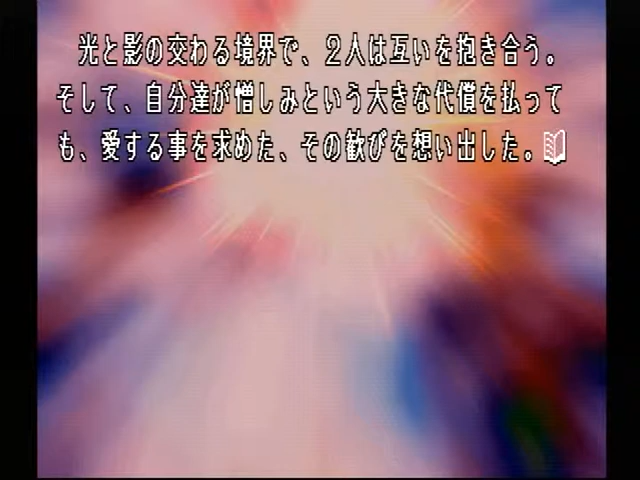 光と影の交わる境界で、２人は互いを抱き合う。
そして、自分達が憎しみという大きな代償を払って
も、愛する事を求めた、その歓びを想い出した。